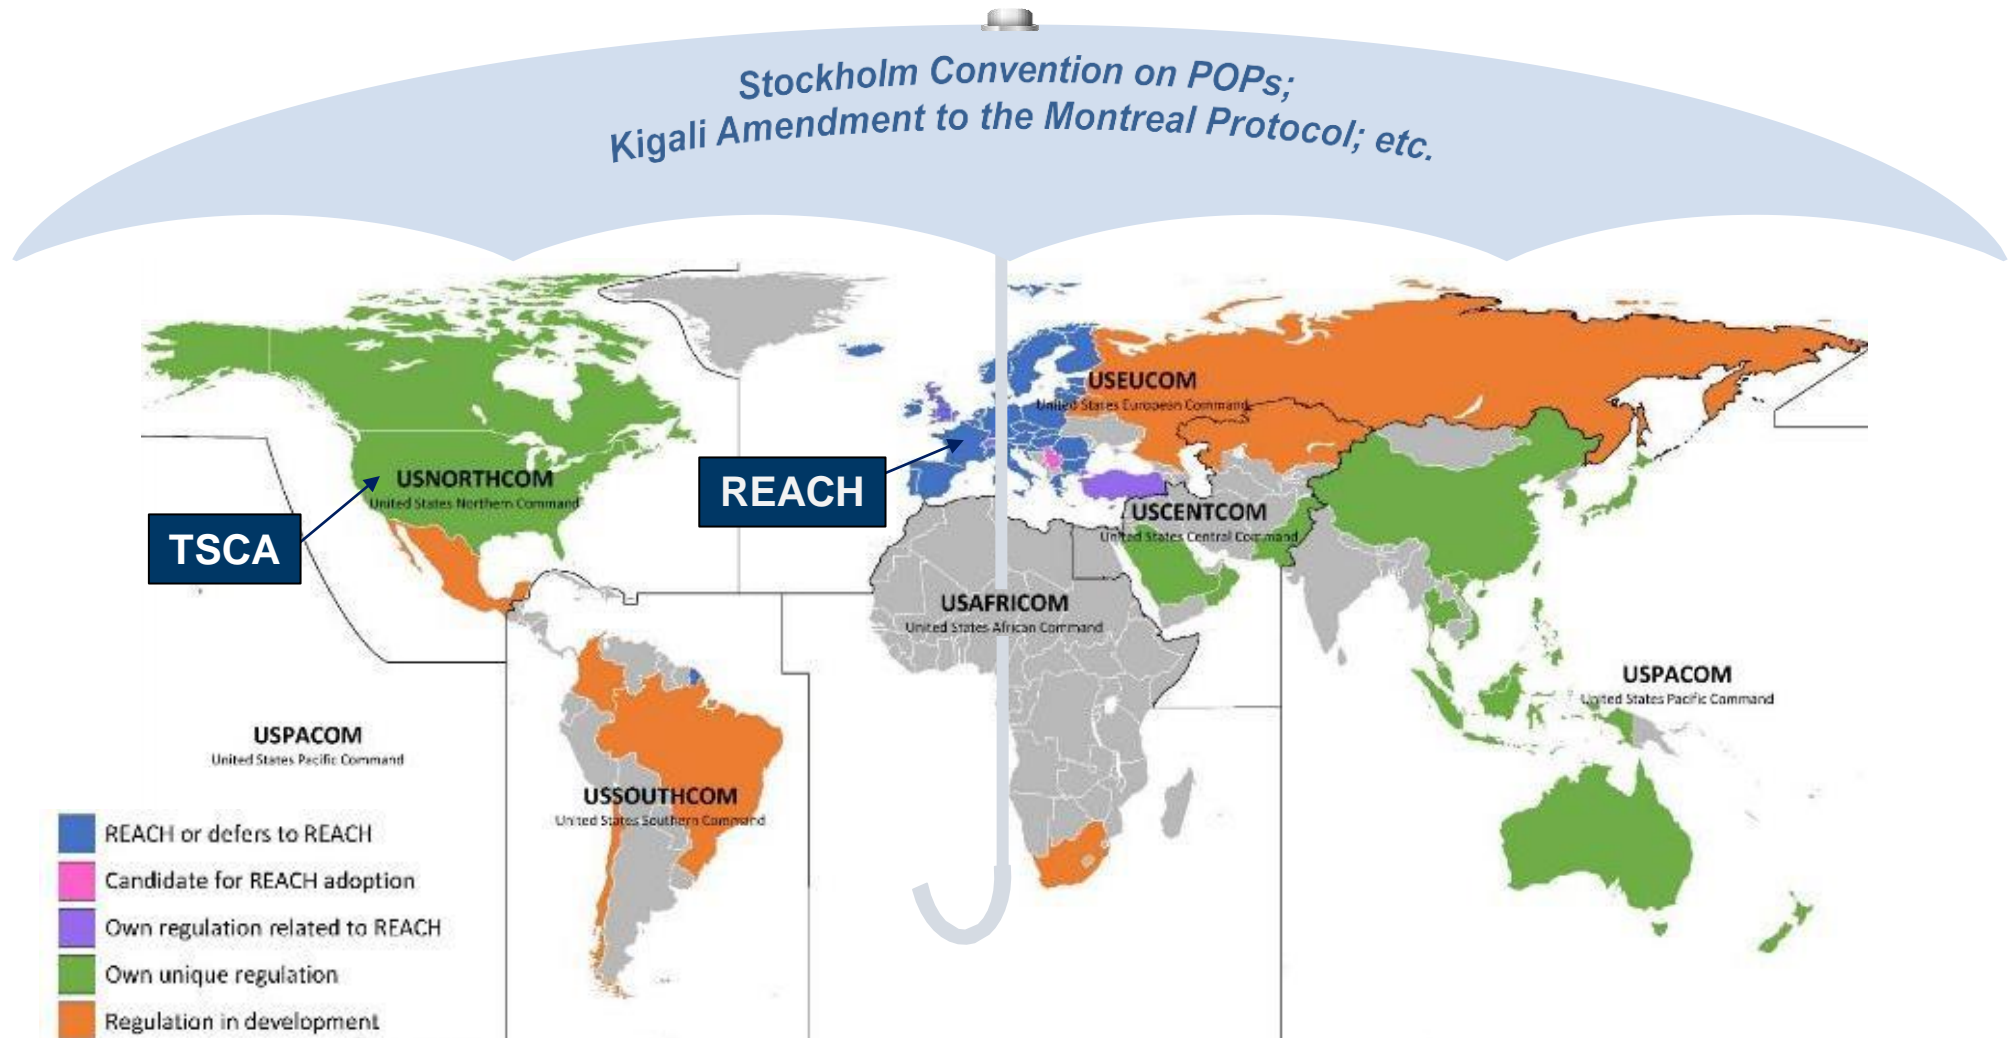 Stockholm Convention on POPs;
Kigali Amendment to the Montreal Protocol; etc.
USEUCOM
United States European Command
USNORTHCOM
United States Northern Command
REACH
TSCA
USCENTCOM
United States Central Command
USAFRICOM
United States African Command
USPACOM
United States Pacific Command
USPACOM
United States Pacific Command
USSOUTHCOM
United States Southern Command
REACH or defers to REACH
Candidate for REACH adoption
Own regulation related to REACH
Own unique regulation
Regulation in development